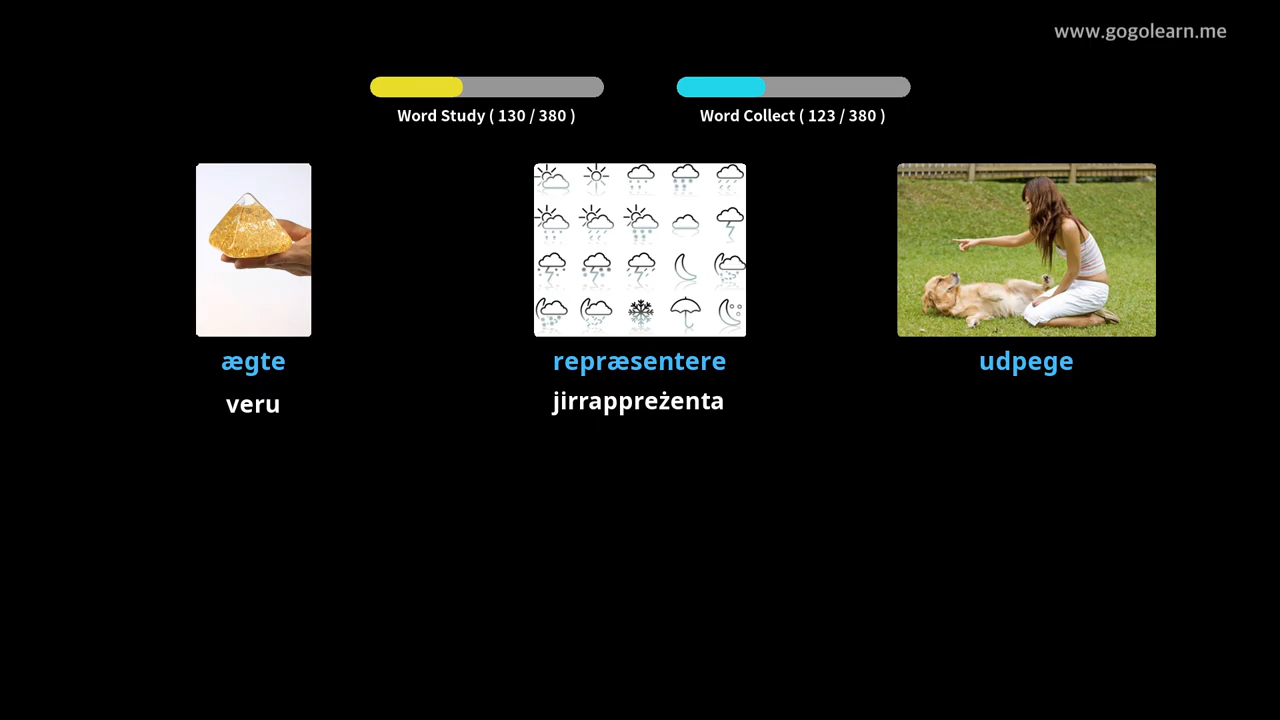 www.gogolearn.me
Word Study ( 130 / 380 )
Word Collect ( 123 / 380 )
ægte
repræsentere
udpege
veru
jirrappreżenta